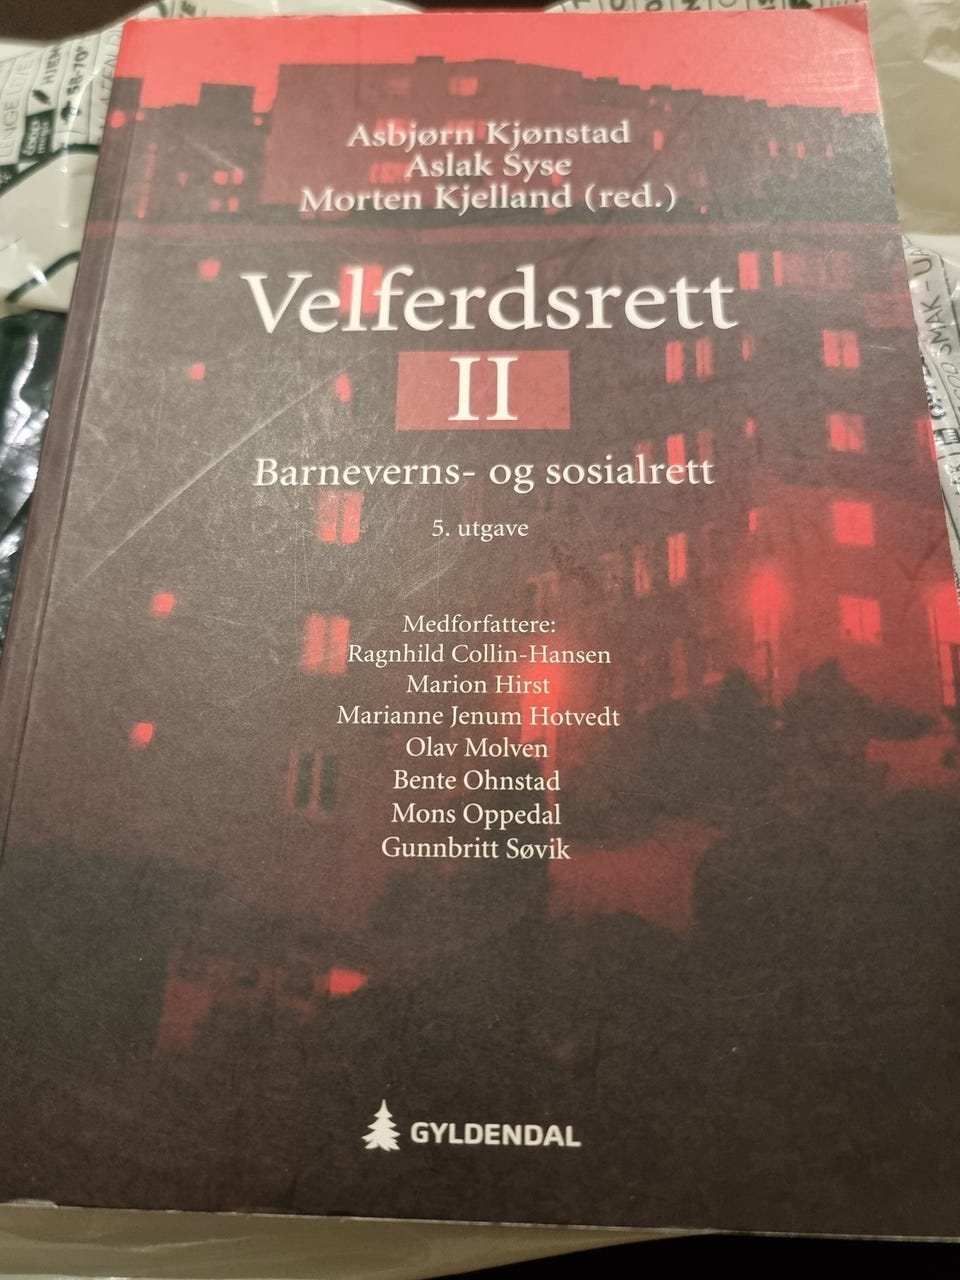 Asbjørn Kjønstad
Aslak Syse
Morten Kjelland (red.)
Velferdsrett
II
Barneverns- og sosialrett
5. utgave
Medforfattere:
Ragnhild Collin-Hansen
Marion Hirst
Marianne Jenum Hotvedt
Olav Molven
Bente Ohnstad
Mons Oppedal
Gunnbritt Søvik
GYLDENDAL